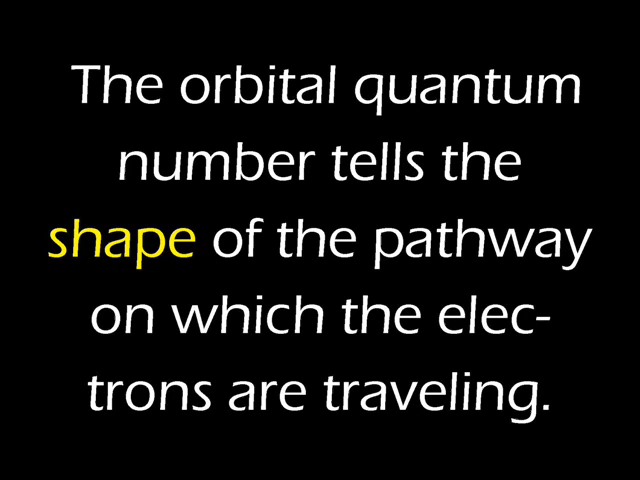 The orbital quantum
number tells the
shape of the pathway
on which the elec-
trons are traveling.